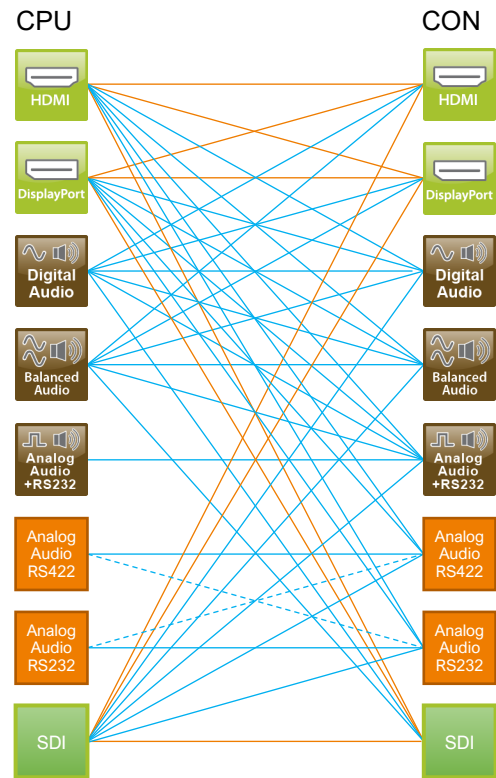 CPU
CON
HDMI
HDMI
DisplayPort
DisplayPort
Digital
Audio
Digital
Audio
Balanced
Audio
Balanced
Audio
Analog
Audio
+RS232
Analog
Audio
+RS232
Analog
Audio
RS422
Analog
Audio
RS422
Analog
Audio
RS232
Analog
Audio
RS232
SDI
SDI